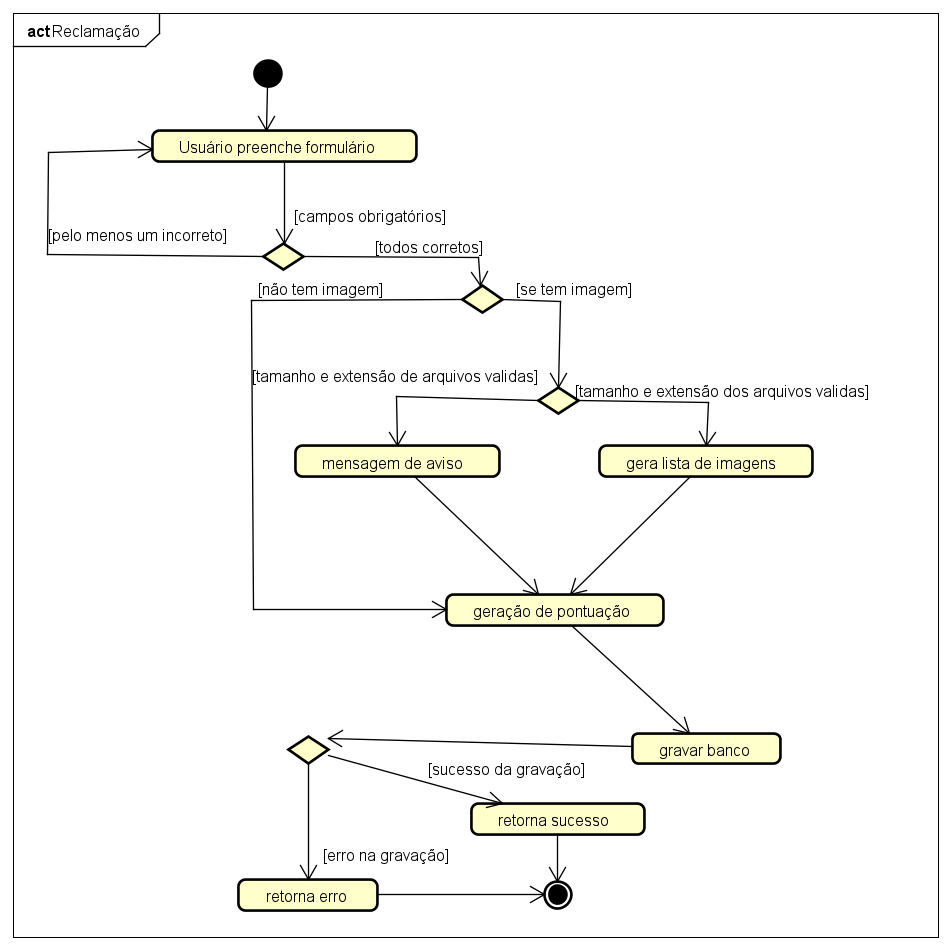 act Reclamação
Usuário preenche formulário
[campos obrigatórios]
[pelo menos um incorreto]
[todos corretos]
[não tem imagem]
[se tem imagem]
[tamanho e extensão de arquivos validas]
[tamanho e extensão dos arquivos validas]
mensagem de aviso
gera lista de imagens
geração de pontuação
gravar banco
[sucesso da gravação]
retorna sucesso
[erro na gravação]
retorna erro